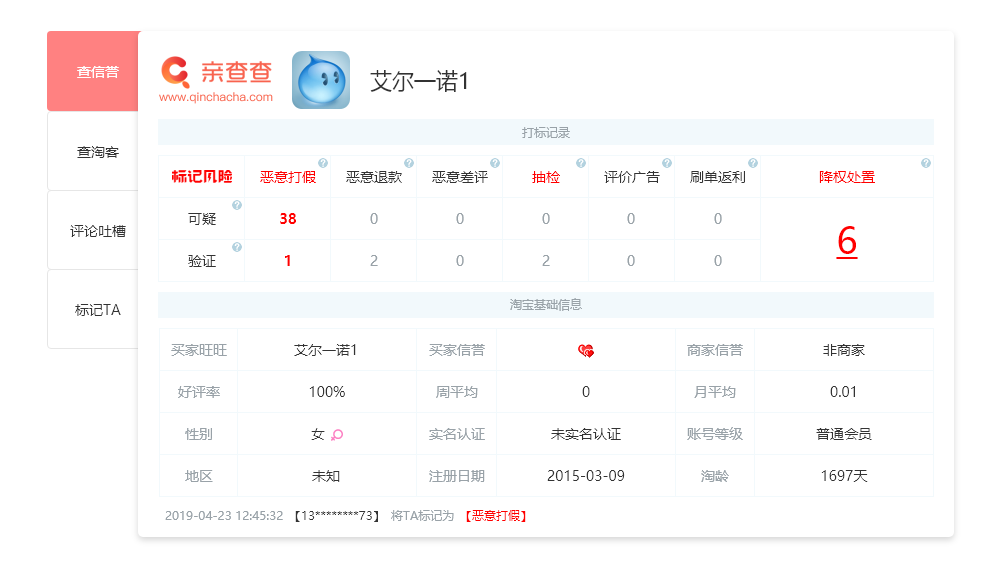 查信誉
查淘客
评论吐槽
标记TA
亲查查
www.qinchacha.com
艾尔一诺1
打标记录
标记风险 恶意打假 ? 恶意退款 ? 恶意差评 ? 抽检 ? 评价广告 ? 刷单返利 ? 降权处置 ?
可疑 ? 38 0 0 0 0 0
6
验证 ? 1 2 0 2 0 0
淘宝基础信息
买家旺旺 艾尔一诺1 买家信誉 商家信誉 非商家
好评率 100% 周平均 0 月平均 0.01
性别 女 实名认证 未实名认证 账号等级 普通会员
地区 未知 注册日期 2015-03-09 淘龄 1697天
2019-04-23 12:45:32 【13********73】 将TA标记为 【恶意打假】